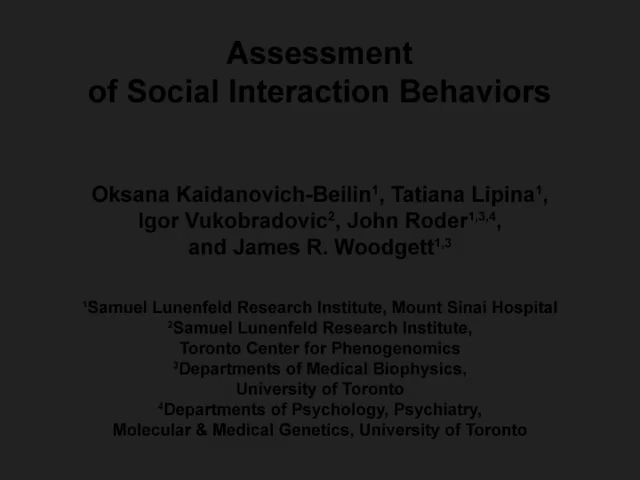 Assessment
of Social Interaction Behaviors
Oksana Kaidanovich-Beilin¹, Tatiana Lipina¹,
Igor Vukobradovic², John Roder¹,³,⁴,
and James R. Woodgett¹,³
¹Samuel Lunenfeld Research Institute, Mount Sinai Hospital
²Samuel Lunenfeld Research Institute,
Toronto Center for Phenogenomics
³Departments of Medical Biophysics,
University of Toronto
⁴Departments of Psychology, Psychiatry,
Molecular & Medical Genetics, University of Toronto